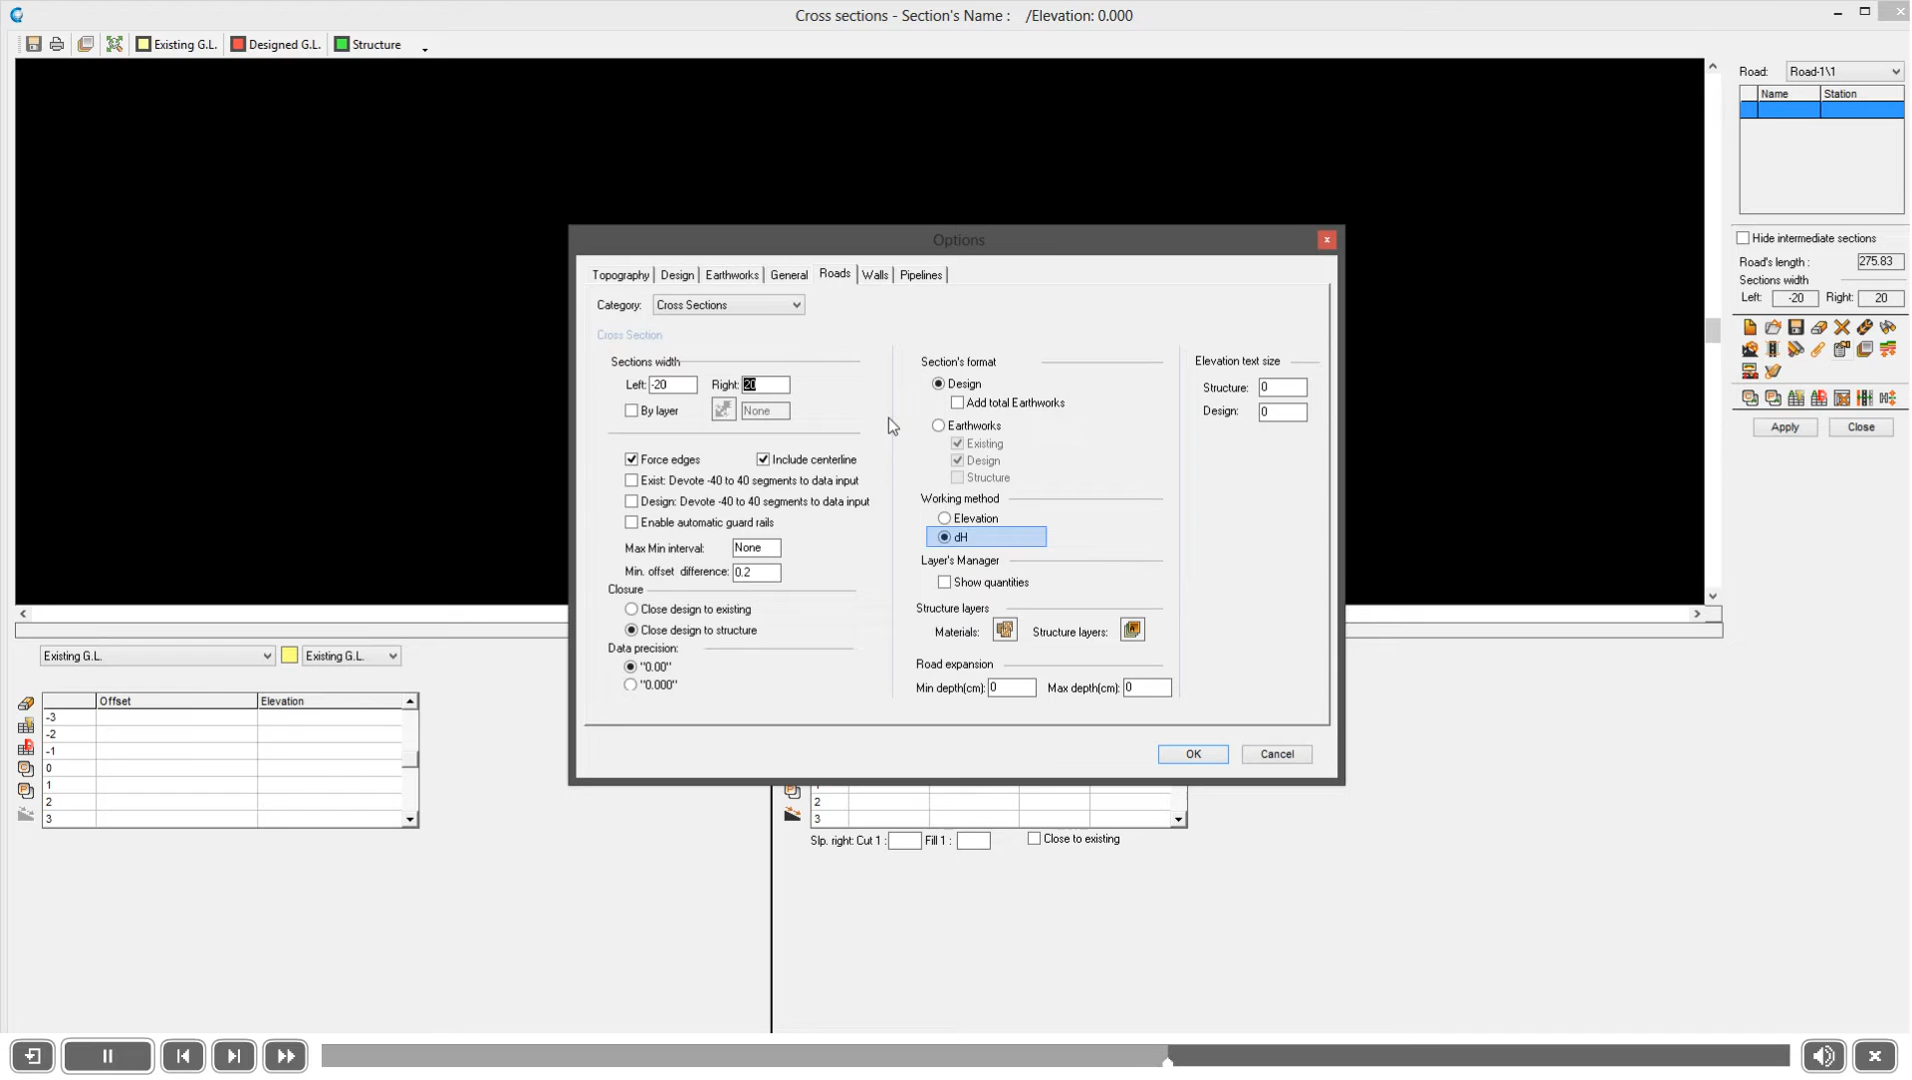 Cross sections - Section's Name :    /Elevation: 0.000
Existing G.L. Designed G.L. Structure
Road: Road-1\1
Name Station
Hide intermediate sections
Road's length : 275.83
Sections width
Left: -20 Right: 20
Apply Close
Options
Topography Design Earthworks General Roads Walls Pipelines
Category: Cross Sections
Cross Section
Sections width
Left: -20 Right: 20
By layer None
Force edges Include centerline
Exist: Devote -40 to 40 segments to data input
Design: Devote -40 to 40 segments to data input
Enable automatic guard rails
Max Min interval: None
Min. offset difference: 0.2
Closure
Close design to existing
Close design to structure
Data precision:
"0.00"
"0.000"
Section's format
Design
Add total Earthworks
Earthworks
Existing
Design
Structure
Working method
Elevation
dH
Layer's Manager
Show quantities
Structure layers
Materials: Structure layers:
Road expansion
Min depth(cm): 0 Max depth(cm): 0
Elevation text size
Structure: 0
Design: 0
OK Cancel
Existing G.L. Existing G.L.
Offset Elevation
-3
-2
-1
0
1
2
3
1
2
3
Slp. right: Cut 1 : Fill 1 : Close to existing